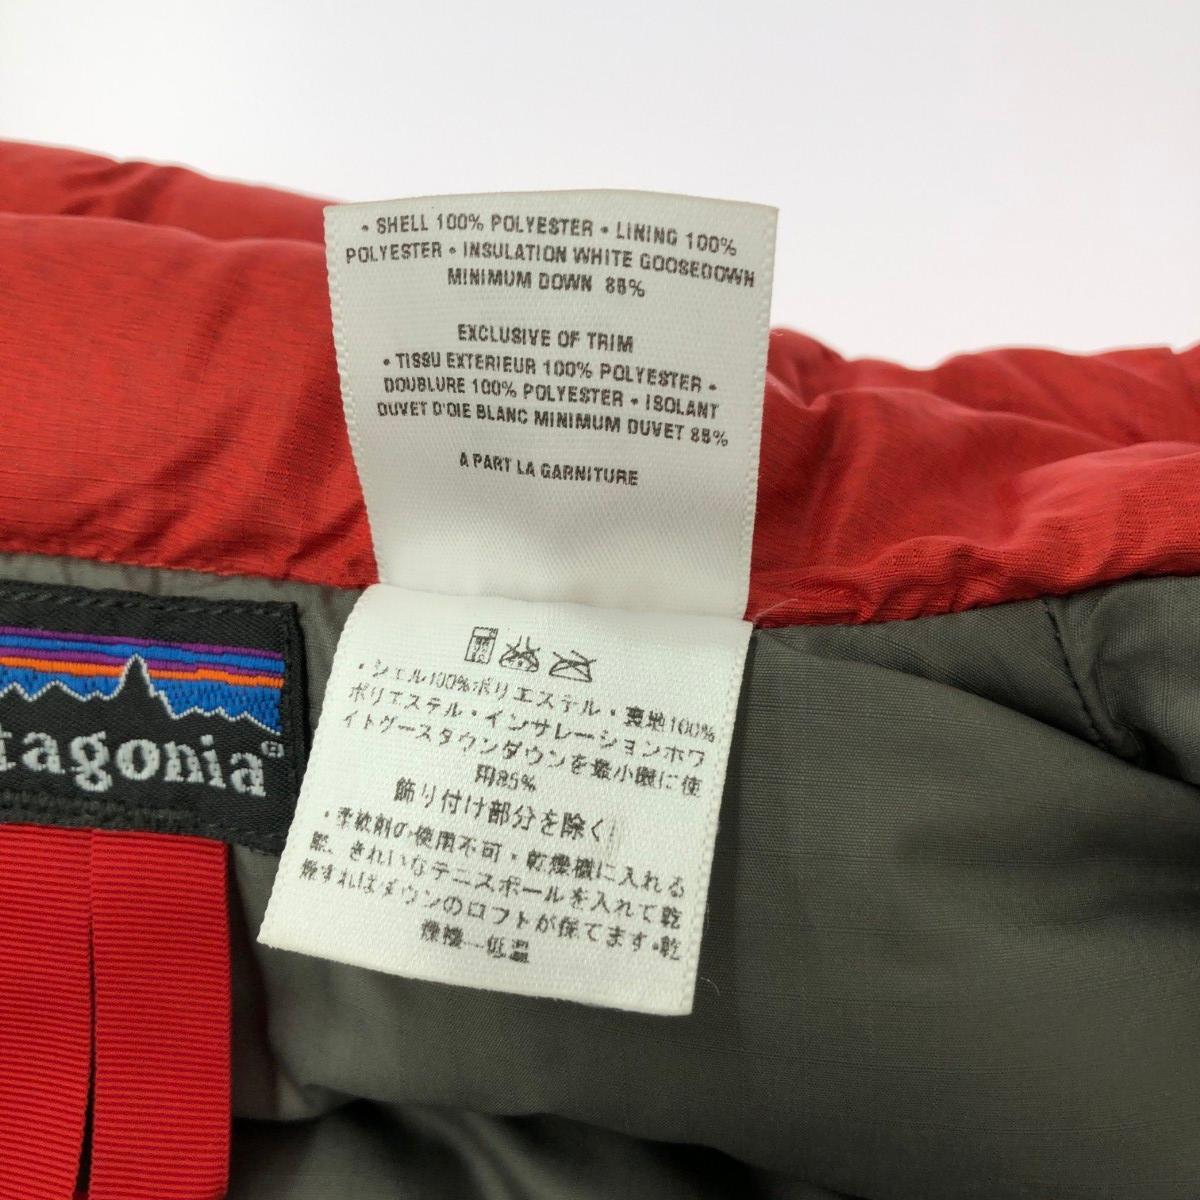 • SHELL 100% POLYESTER • LINING 100%
POLYESTER • INSULATION WHITE GOOSEDOWN
MINIMUM DOWN 85%
EXCLUSIVE OF TRIM
• TISSU EXTERIEUR 100% POLYESTER •
DOUBLURE 100% POLYESTER • ISOLANT
DUVET D'OIE BLANC MINIMUM DUVET 85%
A PART LA GARNITURE
tagonia®
・シェル100%ポリエステル・裏地100%
ポリエステル・インサレーションホワ
イトグースダウンダウンを最小限に使
用85%
飾り付け部分を除く
・柔軟剤の使用不可・乾燥機に入れる
際、きれいなテニスボールを入れて乾
燥すればダウンのロフトが保てます・乾
燥機—低温